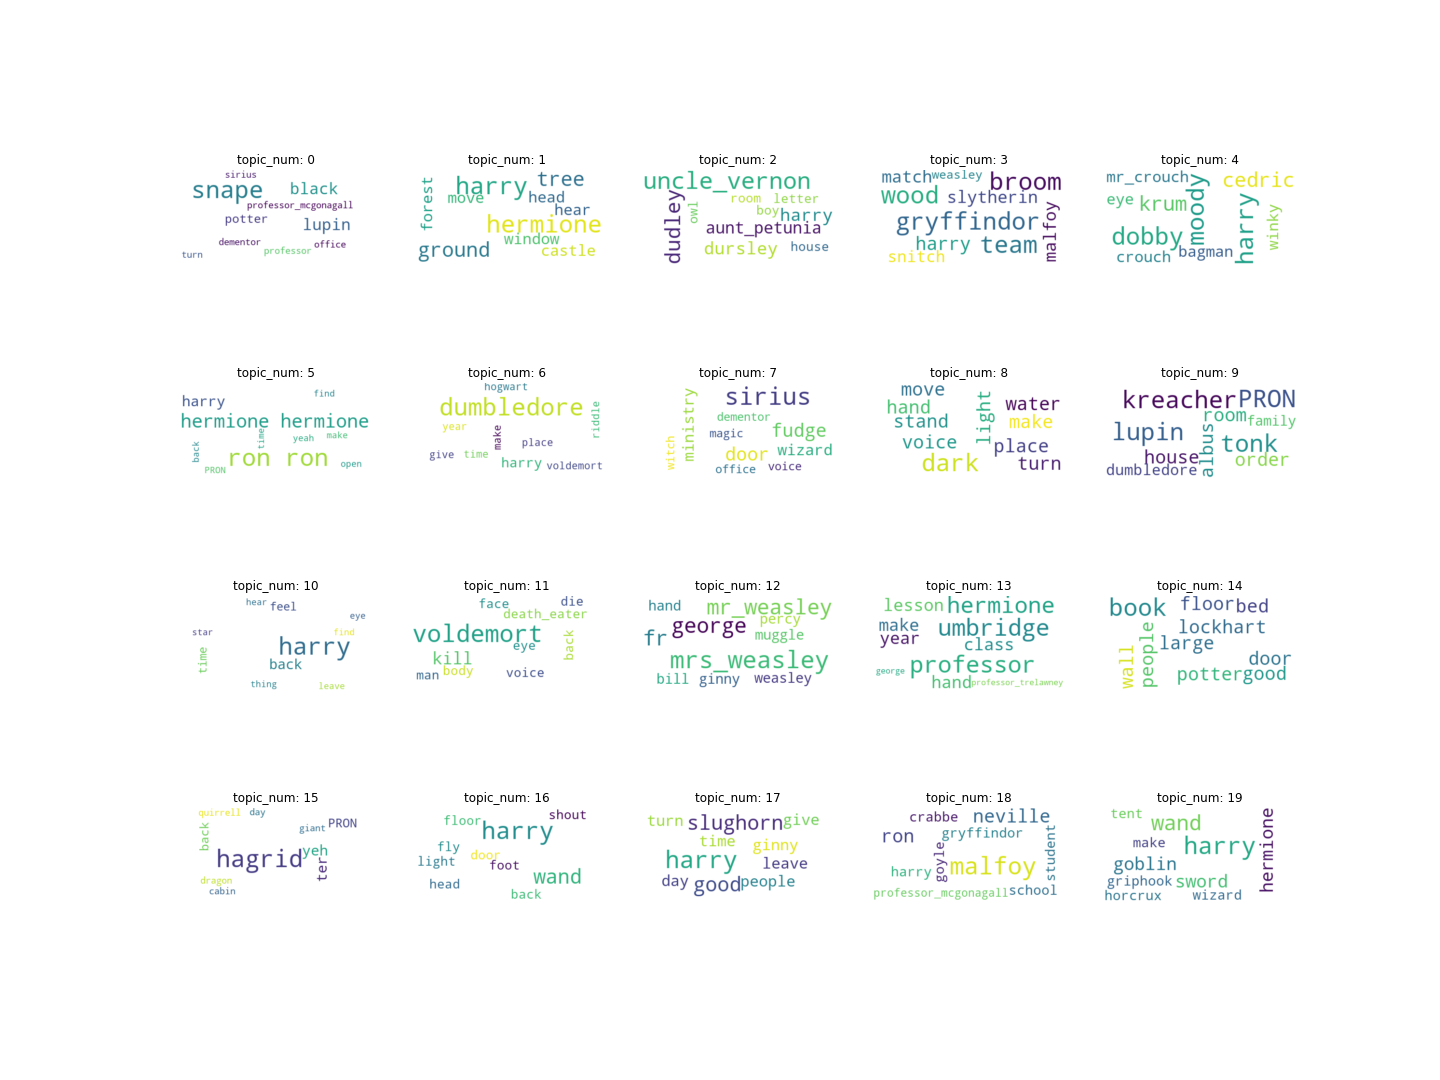 topic_num: 0
sirius
snape black
professor_mcgonagall
potter lupin
dementor office
professor
turn
topic_num: 1
forest harry tree
move head
hear
hermione
window
ground castle
topic_num: 2
uncle_vernon
dudley owl room letter
boy harry
aunt_petunia
dursley house
topic_num: 3
match weasley broom
wood slytherin
gryffindor malfoy
harry team
snitch
topic_num: 4
mr_crouch moody cedric
eye krum harry winky
dobby
crouch bagman
topic_num: 5
harry find
hermione hermione
back time yeah make
ron ron
PRON open
topic_num: 6
hogwart
dumbledore riddle
year make
place
give time
harry voldemort
topic_num: 7
ministry sirius
dementor
magic fudge
witch door wizard
office voice
topic_num: 8
move light water
hand
stand make
voice place
dark turn
topic_num: 9
kreacher PRON
room family
lupin albus tonk
house order
dumbledore
topic_num: 10
hear feel
eye
star find
time harry
back
thing leave
topic_num: 11
face die
death_eater
voldemort back
eye
kill
man body voice
topic_num: 12
hand mr_weasley
george percy
fr muggle
mrs_weasley
bill ginny weasley
topic_num: 13
lesson hermione
make umbridge
year class
professor
george hand professor_trelawney
topic_num: 14
book floor bed
people lockhart
wall large
door
potter good
topic_num: 15
quirrell day
back giant PRON
yeh
hagrid ter
dragon
cabin
topic_num: 16
floor harry shout
fly
light door foot
wand
head
back
topic_num: 17
turn slughorn give
time ginny
harry leave
day good people
topic_num: 18
crabbe neville
ron gryffindor student
goyle malfoy
harry
professor_mcgonagall school
topic_num: 19
tent wand hermione
make harry
goblin
griphook sword
horcrux wizard